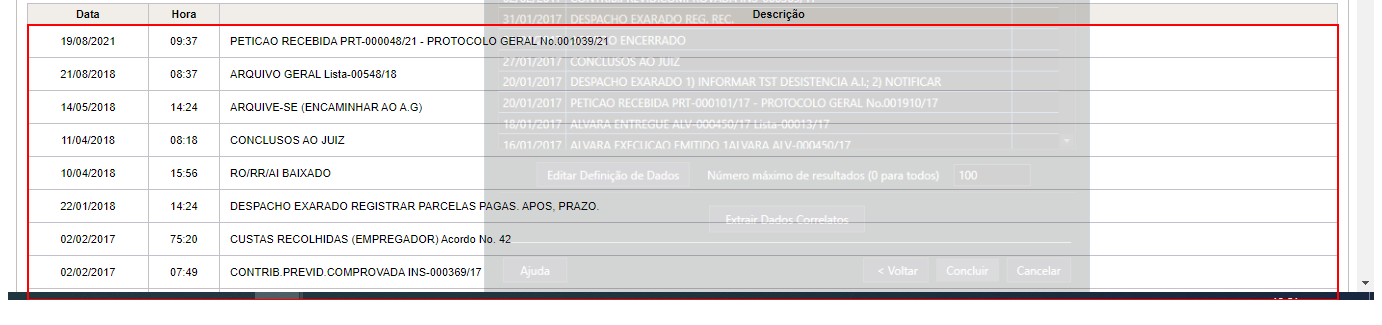 Data Hora Descrição
19/08/2021 09:37 PETICAO RECEBIDA PRT-000048/21 - PROTOCOLO GERAL No.001039/21
21/08/2018 08:37 ARQUIVO GERAL Lista-00548/18
14/05/2018 14:24 ARQUIVE-SE (ENCAMINHAR AO A.G)
11/04/2018 08:18 CONCLUSOS AO JUIZ
10/04/2018 15:56 RO/RR/AI BAIXADO
22/01/2018 14:24 DESPACHO EXARADO REGISTRAR PARCELAS PAGAS. APOS, PRAZO.
02/02/2017 75:20 CUSTAS RECOLHIDAS (EMPREGADOR) Acordo No. 42
02/02/2017 07:49 CONTRIB.PREVID.COMPROVADA INS-000369/17
31/01/2017 DESPACHO EXARADO REG. REC.
ENCERRADO
27/01/2017 CONCLUSOS AO JUIZ
20/01/2017 DESPACHO EXARADO 1) INFORMAR TST DESISTENCIA A.I.; 2) NOTIFICAR
20/01/2017 PETICAO RECEBIDA PRT-000101/17 - PROTOCOLO GERAL No.001910/17
18/01/2017 ALVARA ENTREGUE ALV-000450/17 Lista-00013/17
16/01/2017 ALVARA EXECUCAO EMITIDO 1ALVARA ALV-000450/17
Editar Definição de Dados Número máximo de resultados (0 para todos) 100
Extrair Dados Correlatos
Ajuda < Voltar Concluir Cancelar